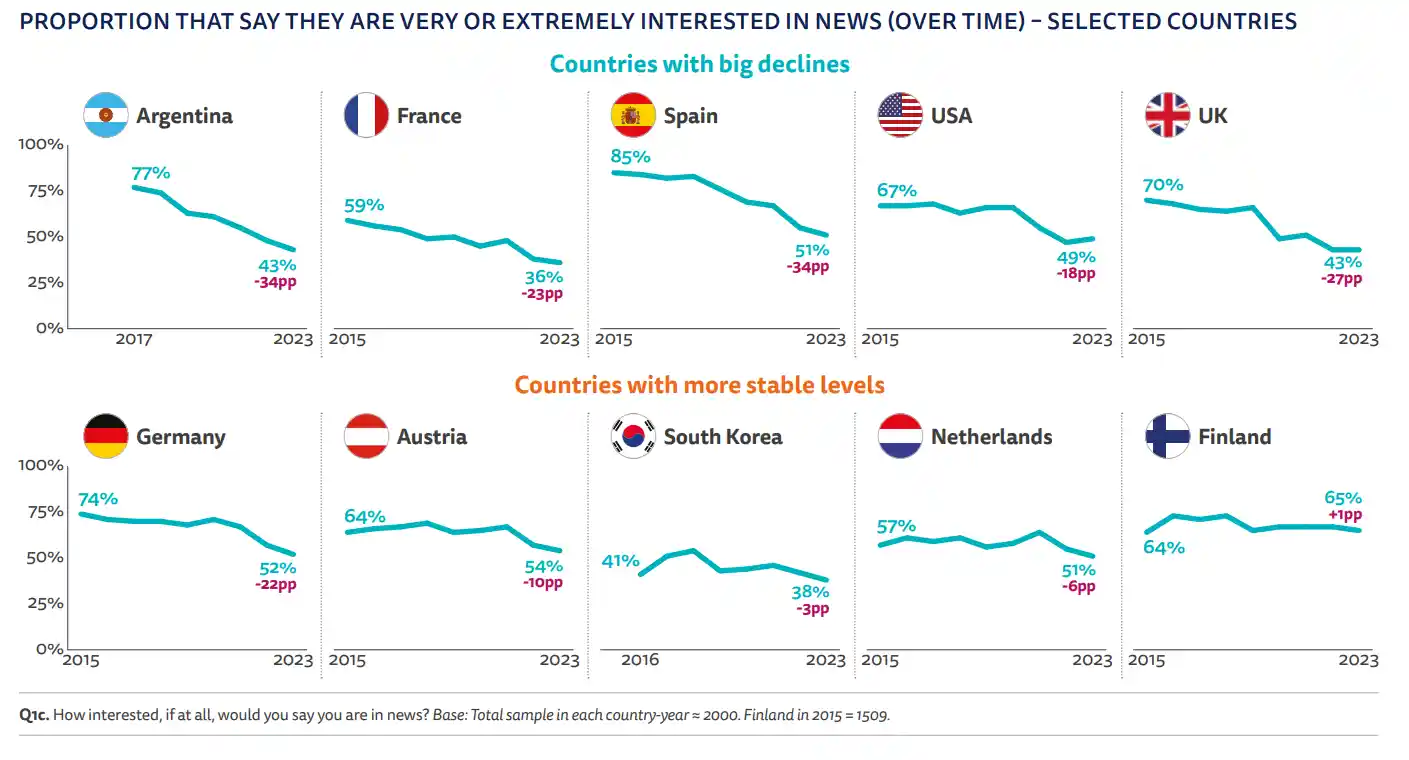 PROPORTION THAT SAY THEY ARE VERY OR EXTREMELY INTERESTED IN NEWS (OVER TIME) – SELECTED COUNTRIES
Countries with big declines
Argentina
France
Spain
USA
UK
100%
75%
50%
25%
0%
77%
43%
-34pp
2017
2023
59%
36%
-23pp
2015
2023
85%
51%
-34pp
2015
2023
67%
49%
-18pp
2015
2023
70%
43%
-27pp
2015
2023
Countries with more stable levels
Germany
Austria
South Korea
Netherlands
Finland
100%
75%
50%
25%
0%
74%
52%
-22pp
2015
2023
64%
54%
-10pp
2015
2023
41%
38%
-3pp
2016
2023
57%
51%
-6pp
2015
2023
64%
65%
+1pp
2015
2023
Q1c. How interested, if at all, would you say you are in news? Base: Total sample in each country-year ≈ 2000. Finland in 2015 = 1509.